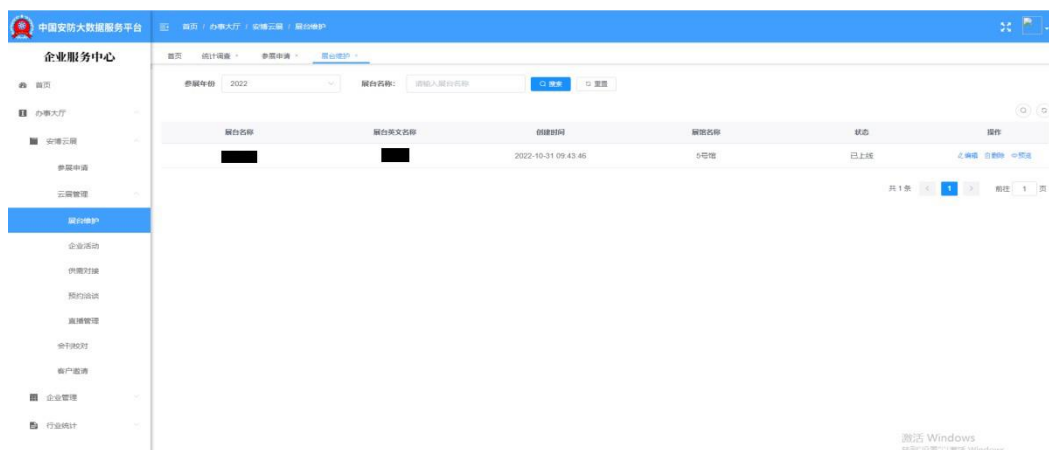 中国安防大数据服务平台
首页 / 办事大厅 / 安博云展 / 展台维护
企业服务中心
首页
统计调查
参展申请
展台维护
首页
办事大厅
安博云展
参展申请
云展管理
展台维护
企业活动
供需对接
预约洽谈
直播管理
会刊校对
客户邀请
企业管理
行业统计
参展年份 2022 展台名称: 请输入展台名称 搜索 重置
展台名称 展台英文名称 创建时间 展馆名称 状态 操作
2022-10-31 09:43:46 5号馆 已上线 编辑 删除 预览
共 1 条 < 1 > 前往 1 页
激活 Windows